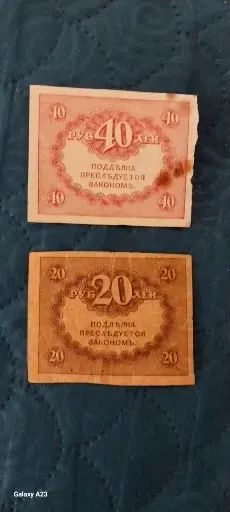 40 40
РУБ 40 ЛЕЙ
ПОДДѢЛКА
ПРЕСЛѢДУЕТСЯ
ЗАКОНОМЪ.
40 40
20 20
РУБ 20 ЛЕЙ
ПОДДѢЛКА
ПРЕСЛѢДУЕТСЯ
ЗАКОНОМЪ.
20 20
Galaxy A23